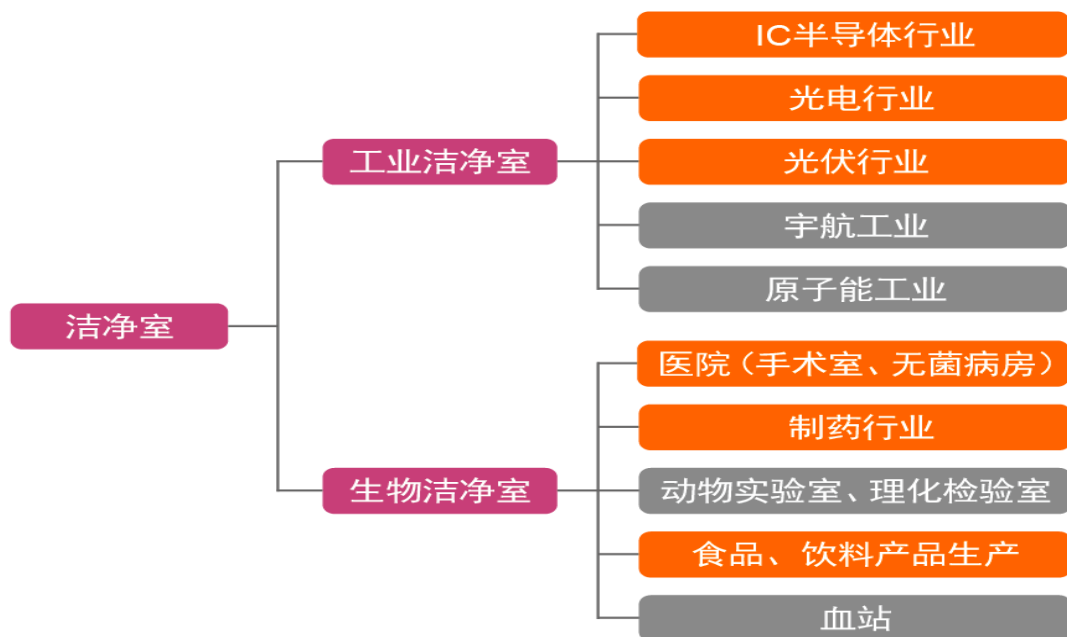 IC半导体行业
光电行业
工业洁净室
光伏行业
宇航工业
原子能工业
洁净室
医院（手术室、无菌病房）
制药行业
生物洁净室
动物实验室、理化检验室
食品、饮料产品生产
血站